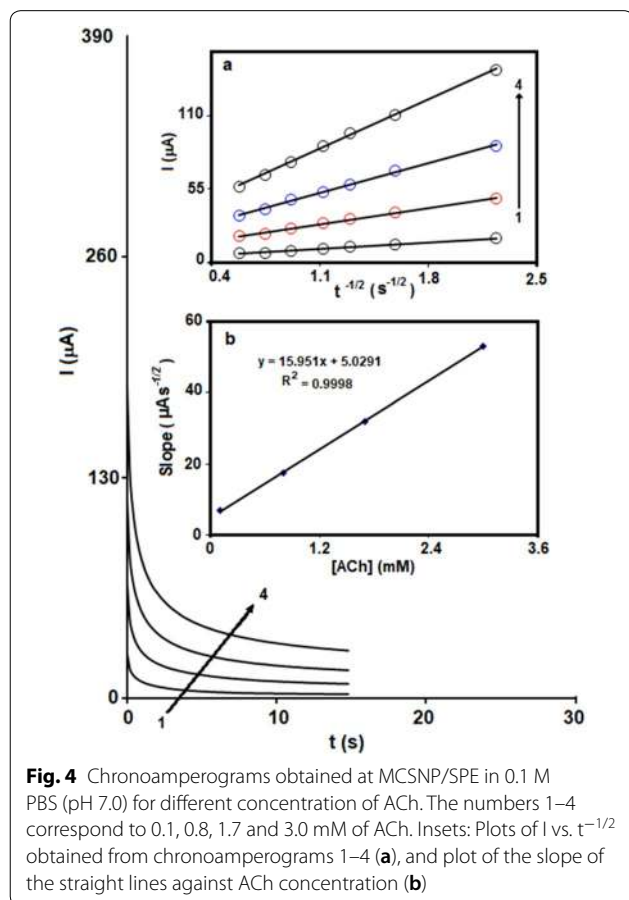 390
260
130
0
I (µA)
0
10
20
30
t (s)
1
4
a
110
55
0
I (µA)
0.4
1.1
1.8
2.5
t -1/2 (s-1/2)
4
1
b
60
40
20
0
Slope ( µA s-1/2)
y = 15.951x + 5.0291
R2 = 0.9998
0
1.2
2.4
3.6
[ACh] (mM)
Fig. 4 Chronoamperograms obtained at MCSNP/SPE in 0.1 M
PBS (pH 7.0) for different concentration of ACh. The numbers 1–4
correspond to 0.1, 0.8, 1.7 and 3.0 mM of ACh. Insets: Plots of I vs. t−1/2
obtained from chronoamperograms 1–4 (a), and plot of the slope of
the straight lines against ACh concentration (b)